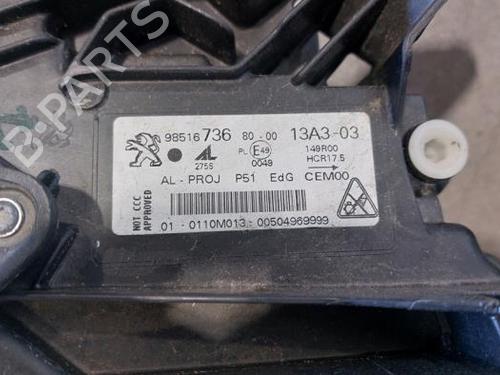 B-PARTS
98516736 80-00 13A3-03
AL 275S PL E49 0049 149R00 HCR17.5
AL-PROJ P51 EdG CEM00
NOT CCC APPROVED
01-0110M013-00504969999